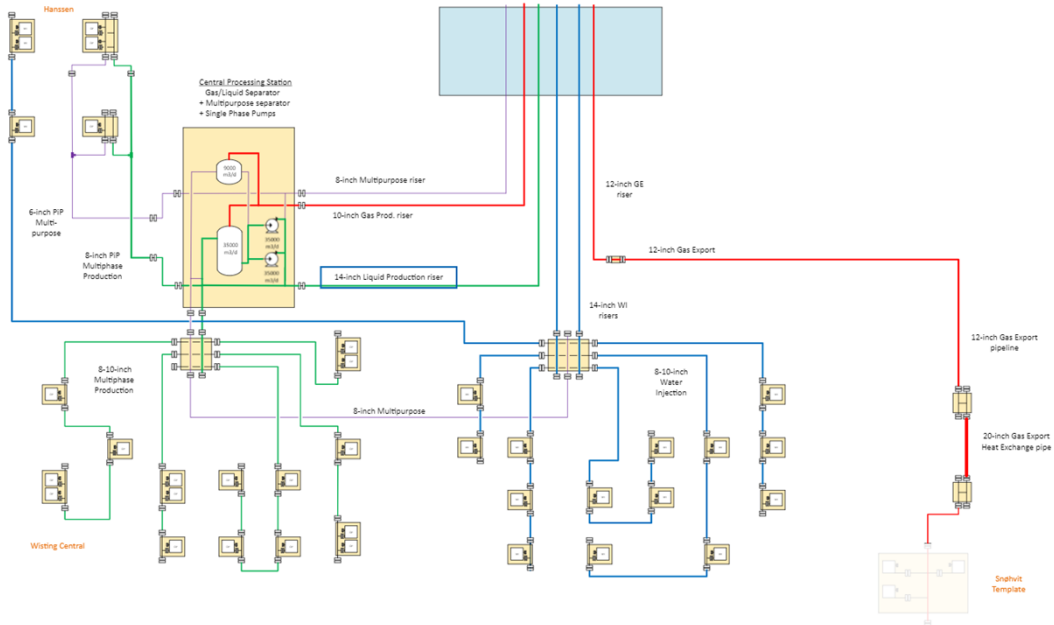 Hanssen
Central Processing Station
Gas/Liquid Separator
+ Multipurpose separator
+ Single Phase Pumps
9000
m3/d
35000
m3/d
35000
m3/d
35000
m3/d
8-inch Multipurpose riser
10-inch Gas Prod. riser
14-inch Liquid Production riser
6-inch PiP
Multi-
purpose
8-inch PiP
Multiphase
Production
12-inch GE
riser
12-inch Gas Export
14-inch WI
risers
12-inch Gas Export
pipeline
8-10-inch
Multiphase
Production
8-10-inch
Water
Injection
8-inch Multipurpose
20-inch Gas Export
Heat Exchange pipe
Wisting Central
Snøhvit
Template